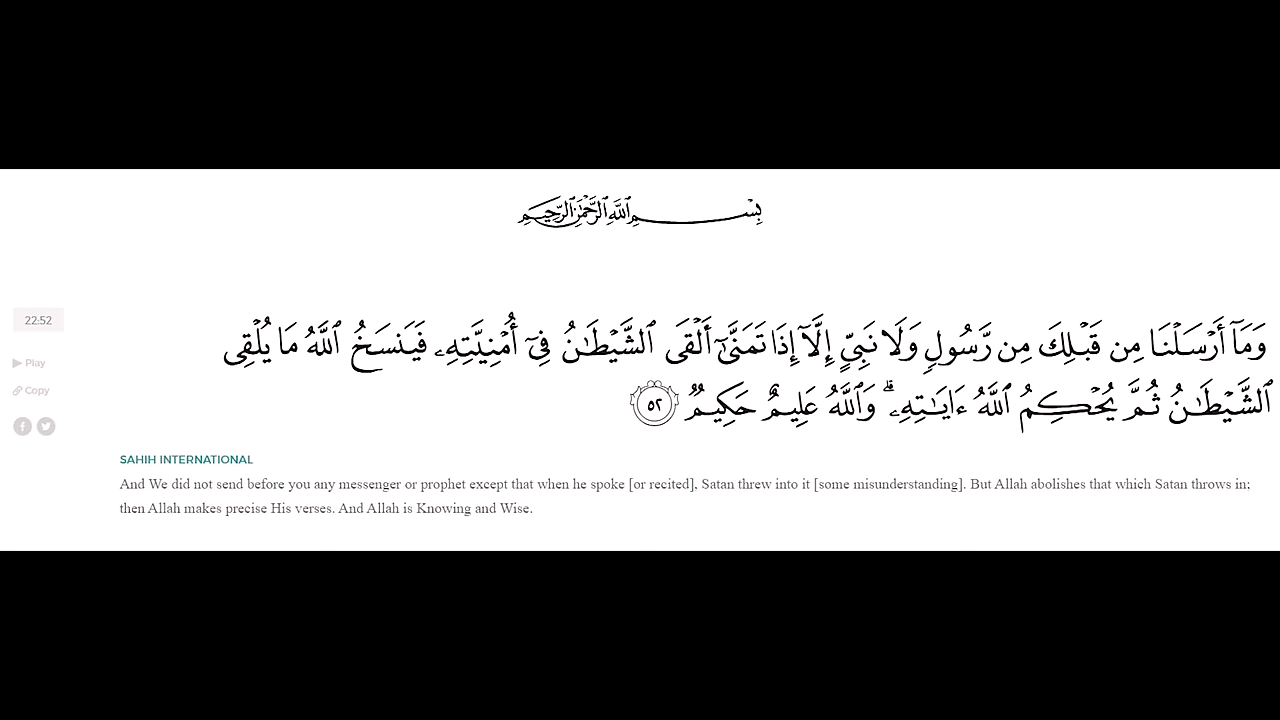 بِسْمِ ٱللَّهِ ٱلرَّحْمَٰنِ ٱلرَّحِيمِ
22:52
وَمَآ أَرْسَلْنَا مِن قَبْلِكَ مِن رَّسُولٍ وَلَا نَبِىٍّ إِلَّآ إِذَا تَمَنَّىٰٓ أَلْقَى ٱلشَّيْطَـٰنُ فِىٓ أُمْنِيَّتِهِۦ فَيَنسَخُ ٱللَّهُ مَا يُلْقِى
ٱلشَّيْطَـٰنُ ثُمَّ يُحْكِمُ ٱللَّهُ ءَايَـٰتِهِۦ ۗ وَٱللَّهُ عَلِيمٌ حَكِيمٌ ٥٢
Play
Copy
SAHIH INTERNATIONAL
And We did not send before you any messenger or prophet except that when he spoke [or recited], Satan threw into it [some misunderstanding]. But Allah abolishes that which Satan throws in;
then Allah makes precise His verses. And Allah is Knowing and Wise.